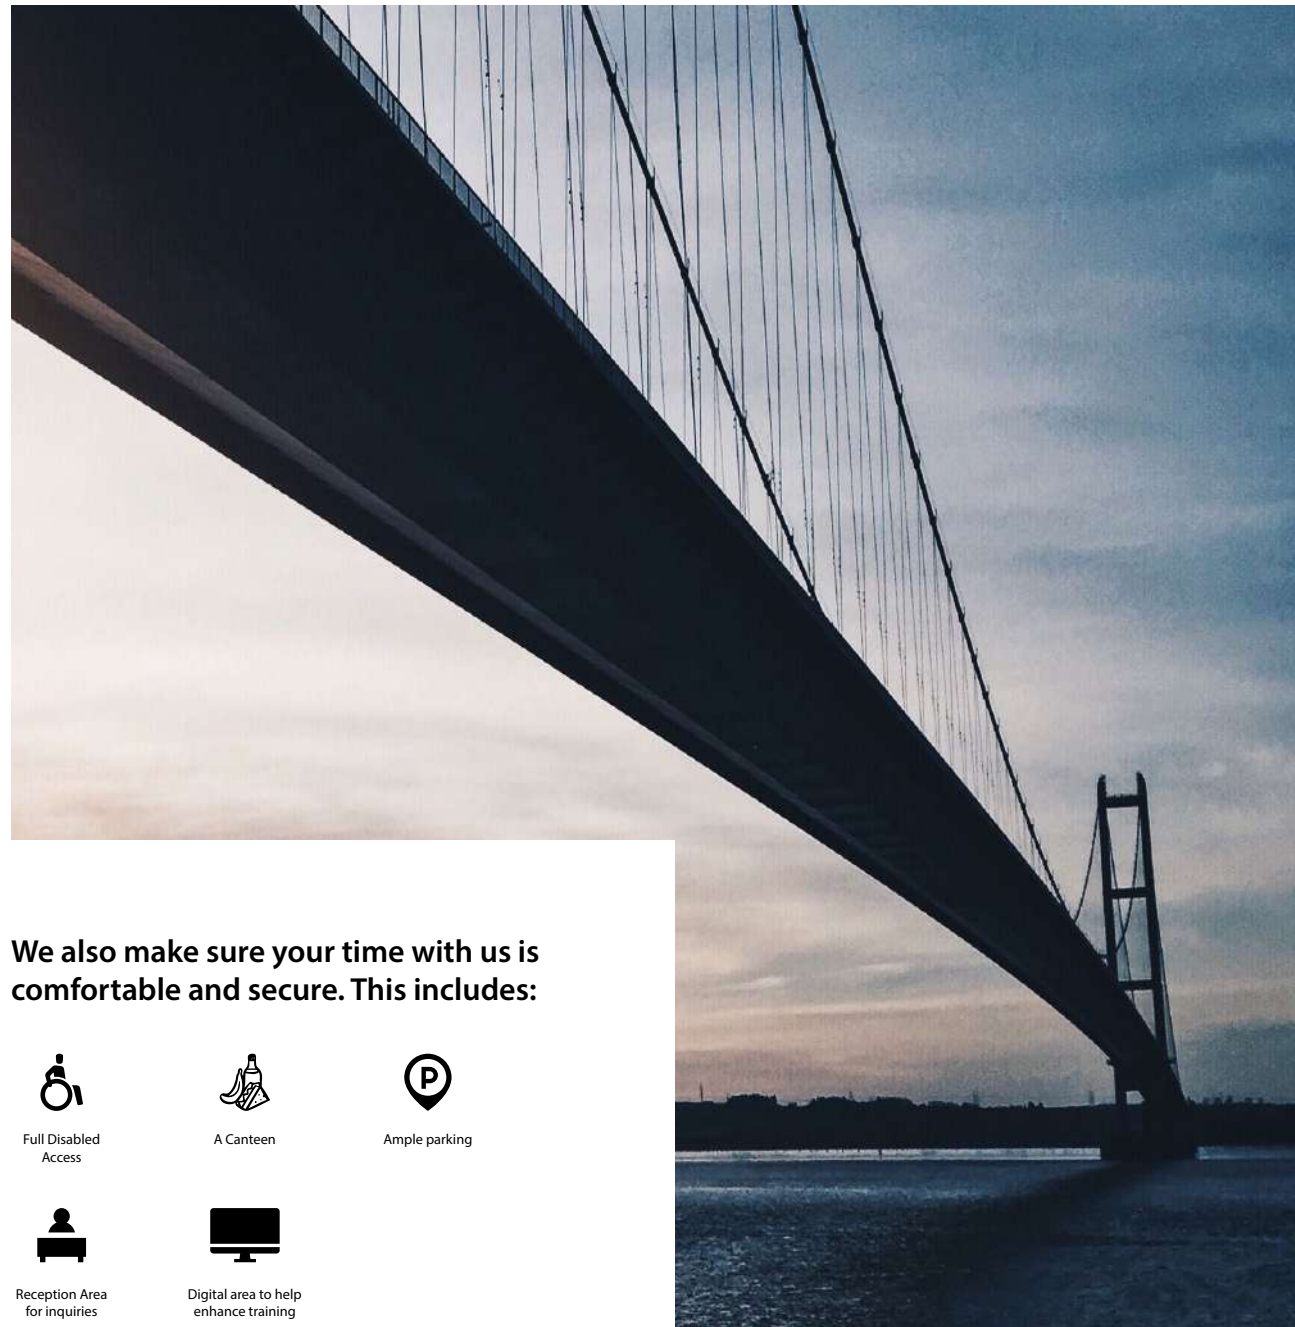 We also make sure your time with us is
comfortable and secure. This includes:
Full Disabled
Access
A Canteen
Ample parking
Reception Area
for inquiries
Digital area to help
enhance training